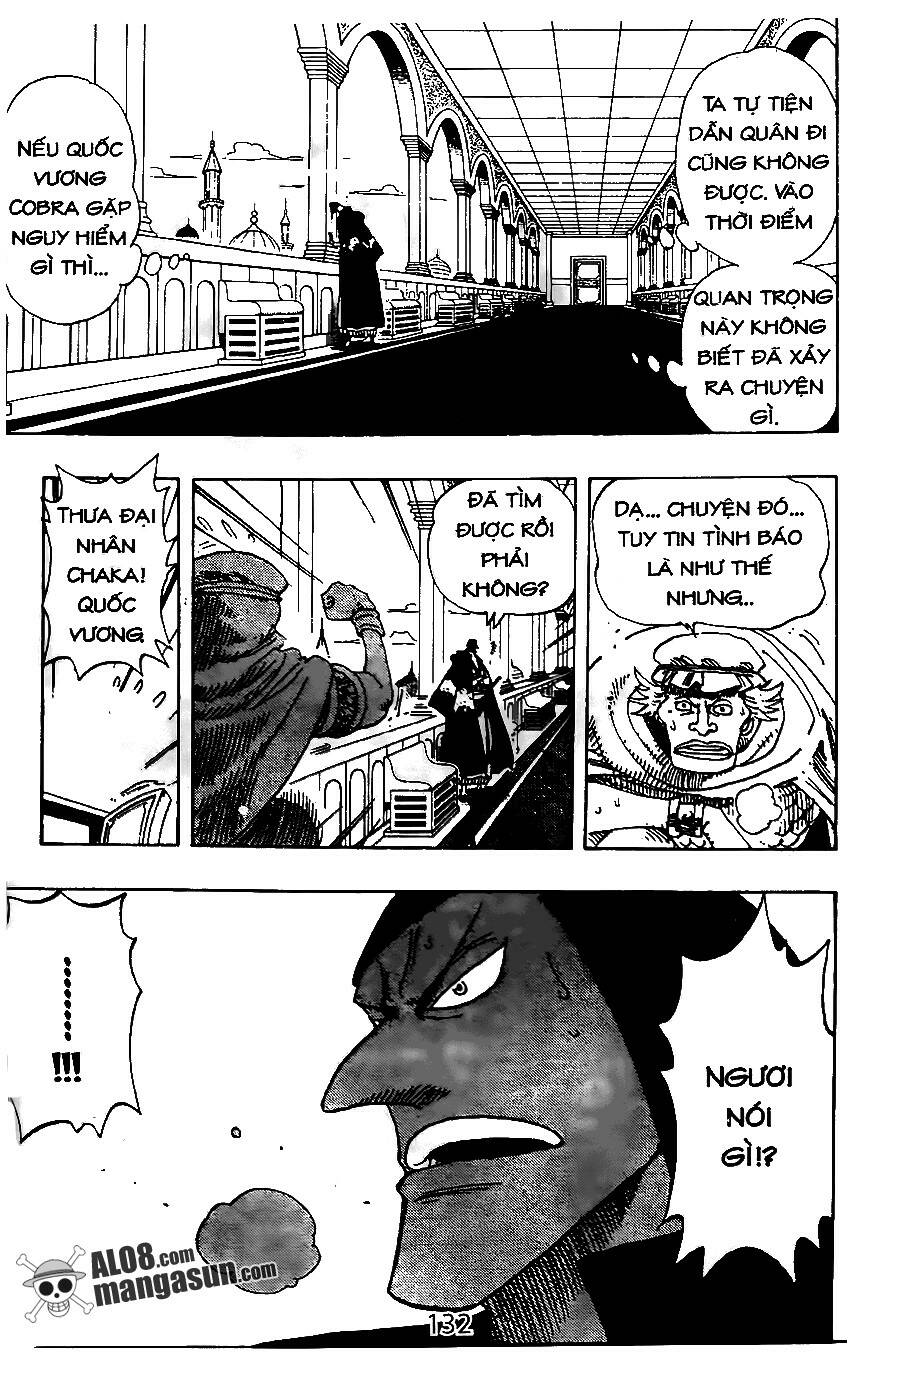 TA TỰ TIỆN
DẪN QUÂN ĐI
CŨNG KHÔNG
ĐƯỢC. VÀO
THỜI ĐIỂM
QUAN TRỌNG
NÀY KHÔNG
BIẾT ĐÃ XẢY
RA CHUYỆN
GÌ.
NẾU QUỐC
VƯƠNG
COBRA GẶP
NGUY HIỂM
GÌ THÌ...
DẠ... CHUYỆN ĐÓ...
TUY TIN TÌNH BÁO
LÀ NHƯ THẾ
NHƯNG..
ĐÃ TÌM
ĐƯỢC RỒI
PHẢI
KHÔNG?
THƯA ĐẠI
NHÂN
CHAKA!
QUỐC
VƯƠNG.
NGƯƠI
NÓI
GÌ!?
.........
!!!
AL08.com
mangasun.com
132